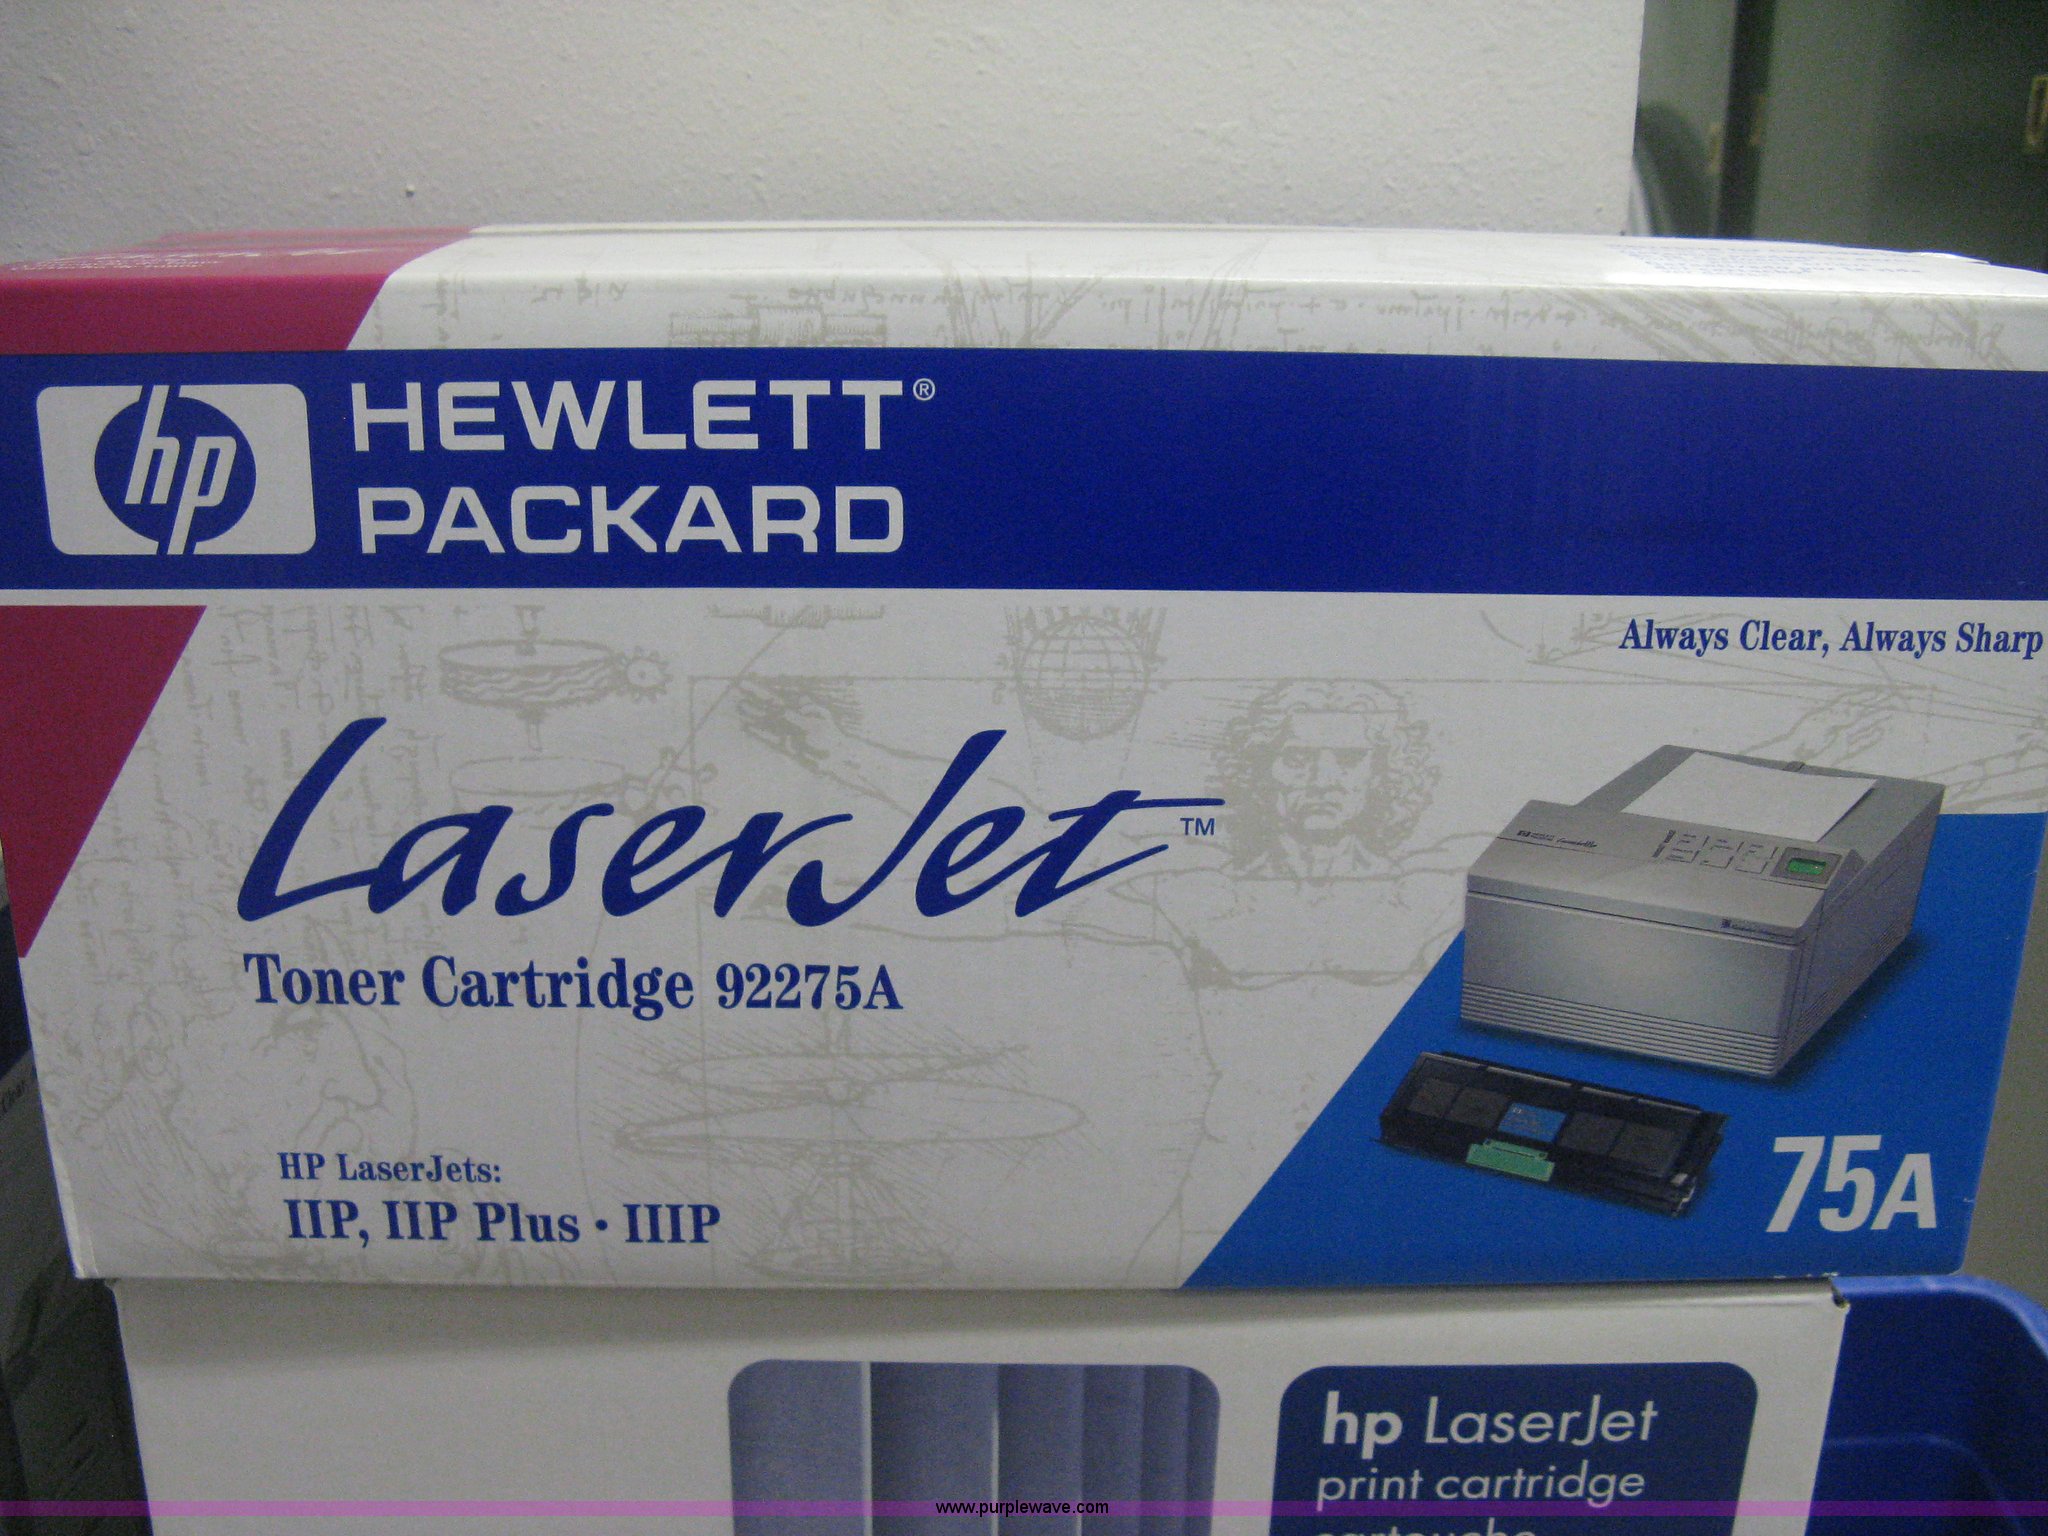 hp HEWLETT®
PACKARD
Always Clear, Always Sharp
LaserJet™
Toner Cartridge 92275A
HP LaserJets:
IIP, IIP Plus • IIIP
75A
hp LaserJet
print cartridge
cartouche
www.purplewave.com